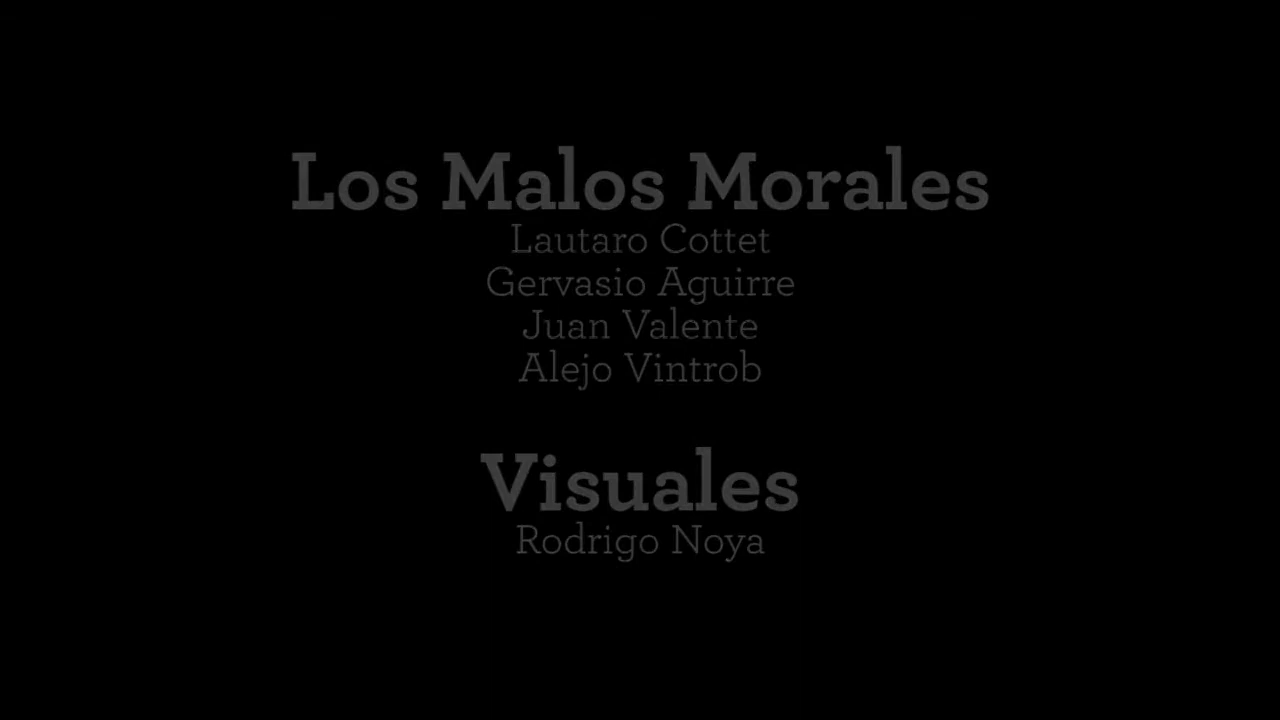 Los Malos Morales
Lautaro Cottet
Gervasio Aguirre
Juan Valente
Alejo Vintrob
Visuales
Rodrigo Noya